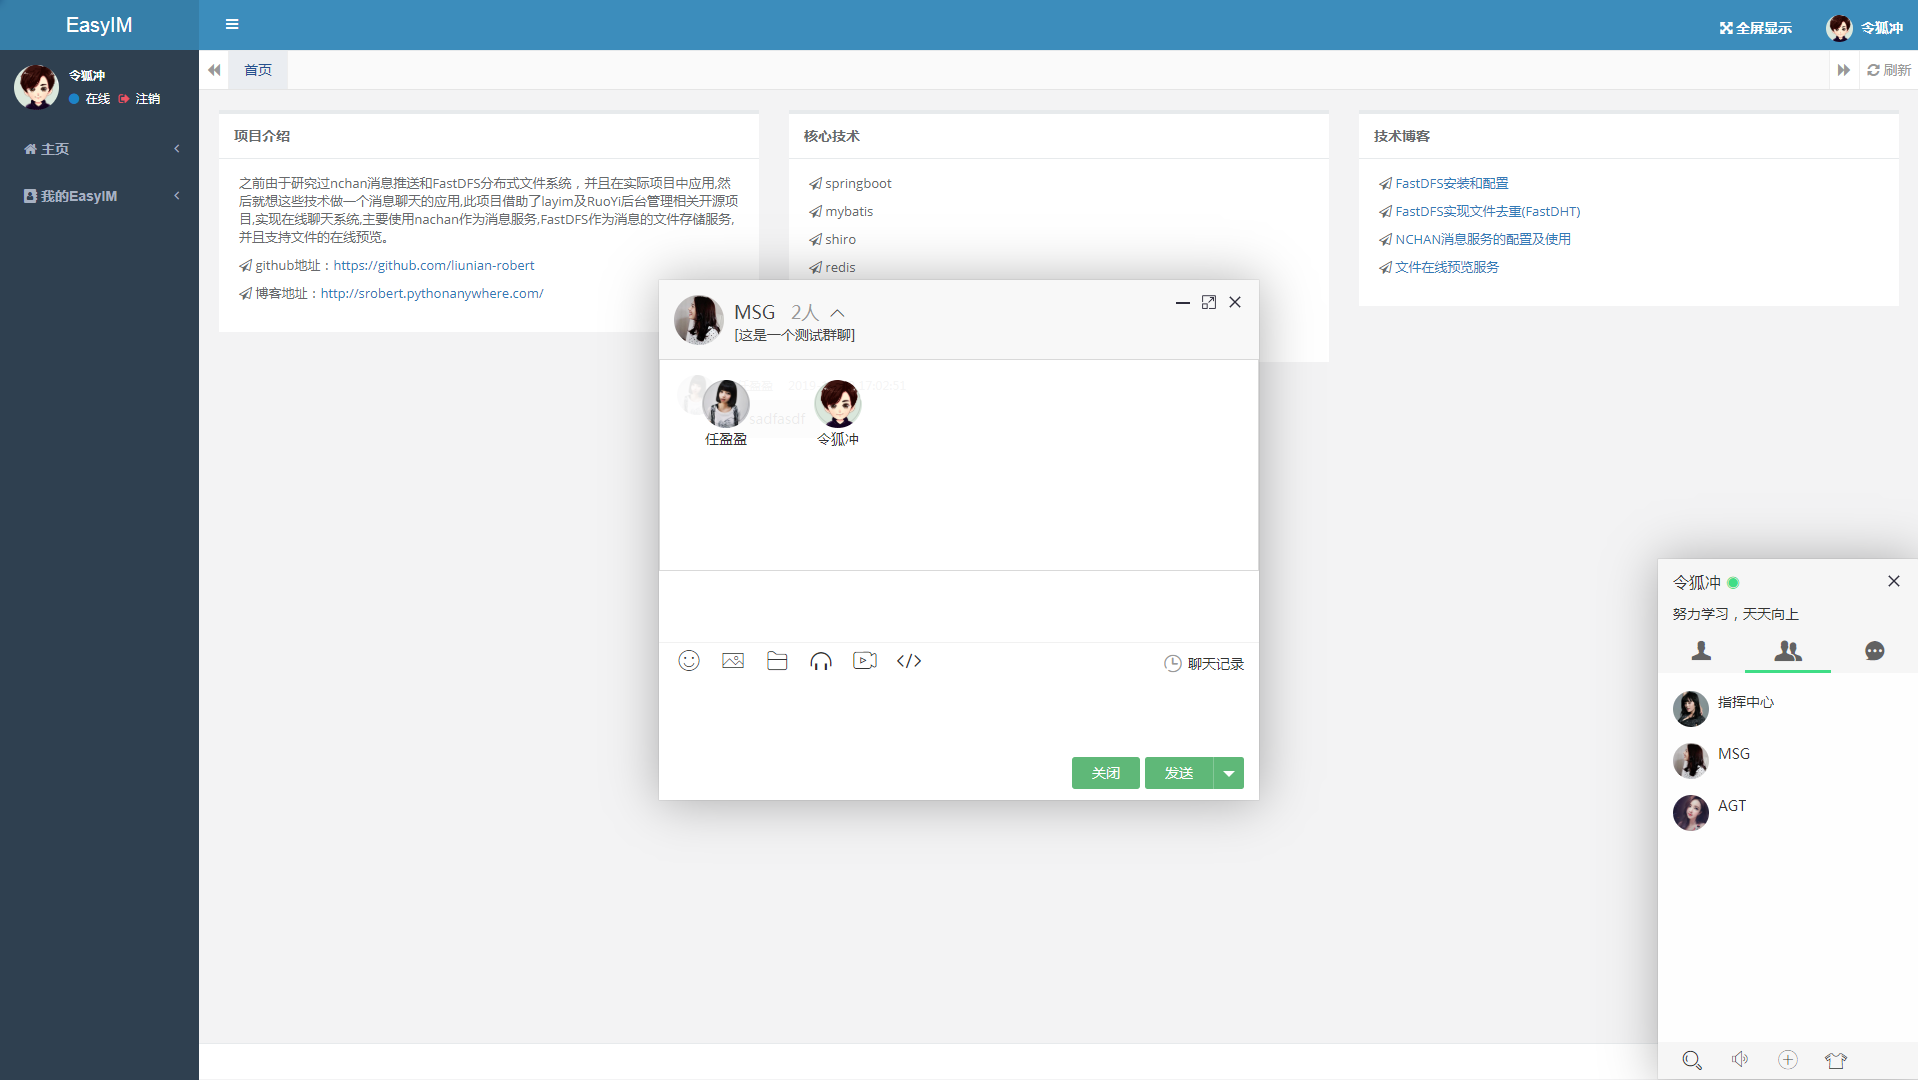 EasyIM
全屏显示
令狐冲
令狐冲
在线 注销
主页
我的EasyIM
首页
刷新
项目介绍
之前由于研究过nchan消息推送和FastDFS分布式文件系统，并且在实际项目中应用,然
后就想这些技术做一个消息聊天的应用,此项目借助了layim及RuoYi后台管理相关开源项
目,实现在线聊天系统,主要使用nachan作为消息服务,FastDFS作为消息的文件存储服务,
并且支持文件的在线预览。
github地址：https://github.com/liunian-robert
博客地址：http://srobert.pythonanywhere.com/
核心技术
springboot
mybatis
shiro
redis
技术博客
FastDFS安装和配置
FastDFS实现文件去重(FastDHT)
NCHAN消息服务的配置及使用
文件在线预览服务
MSG 2人
[这是一个测试群聊]
17:02:51
sadfasdf
任盈盈
令狐冲
聊天记录
关闭
发送
令狐冲
努力学习，天天向上
指挥中心
MSG
AGT